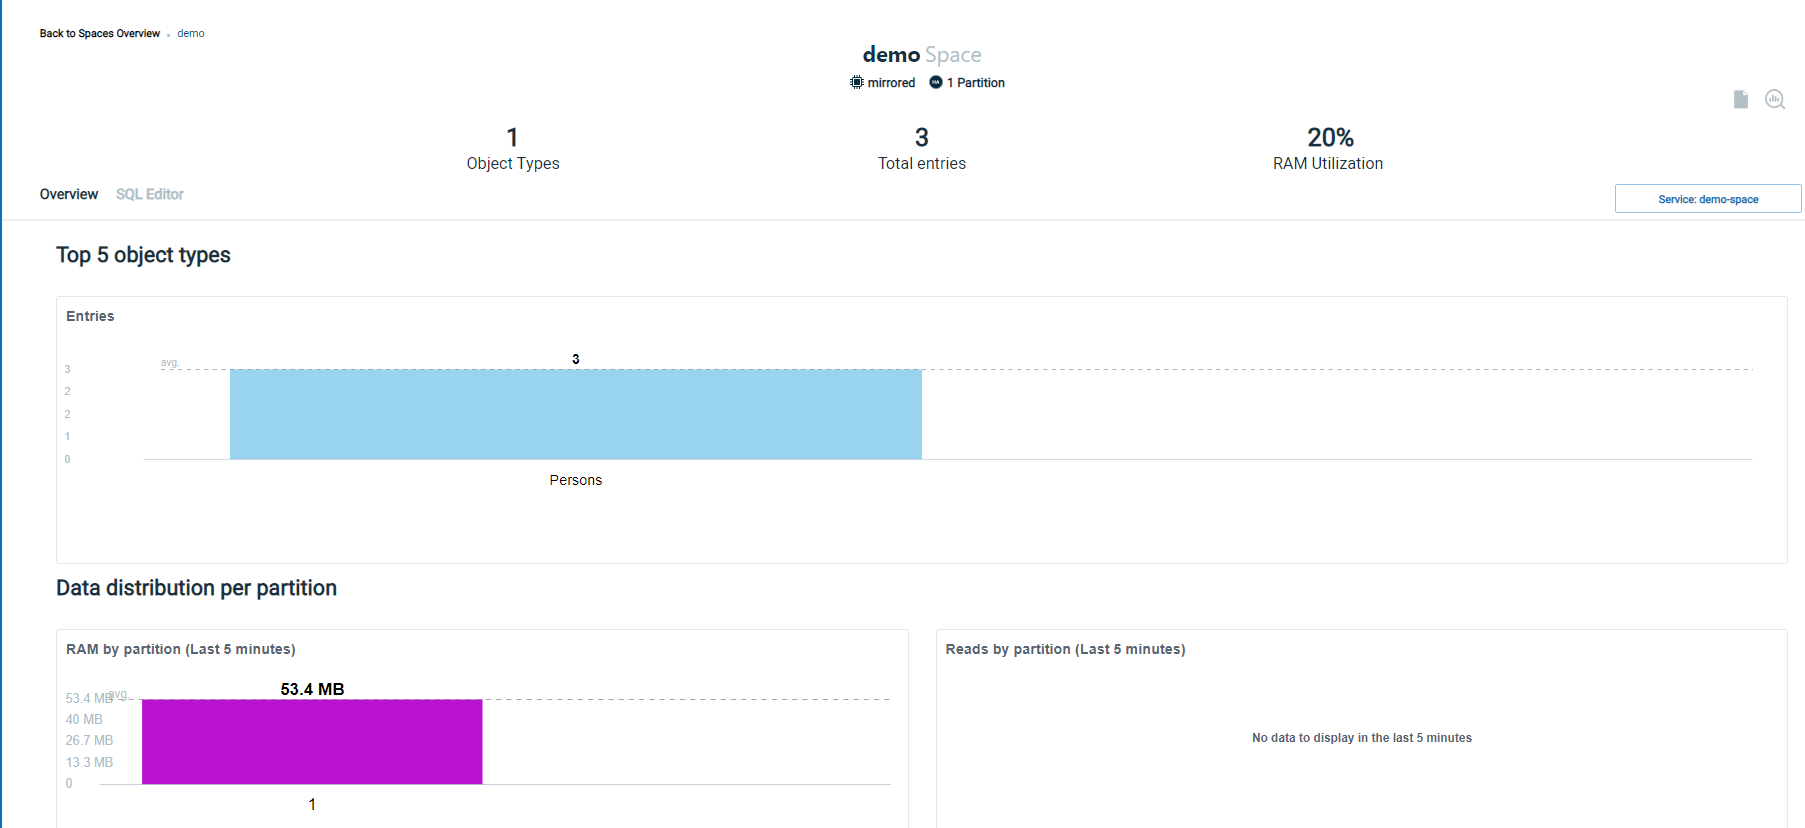 Back to Spaces Overview • demo
demo Space
mirrored HA 1 Partition
1
Object Types
3
Total entries
20%
RAM Utilization
Overview SQL Editor
Service: demo-space
Top 5 object types
Entries
3
avg.
3
2
2
1
0
Persons
Data distribution per partition
RAM by partition (Last 5 minutes)
53.4 MB
avg.
53.4 MB
40 MB
26.7 MB
13.3 MB
0
1
Reads by partition (Last 5 minutes)
No data to display in the last 5 minutes